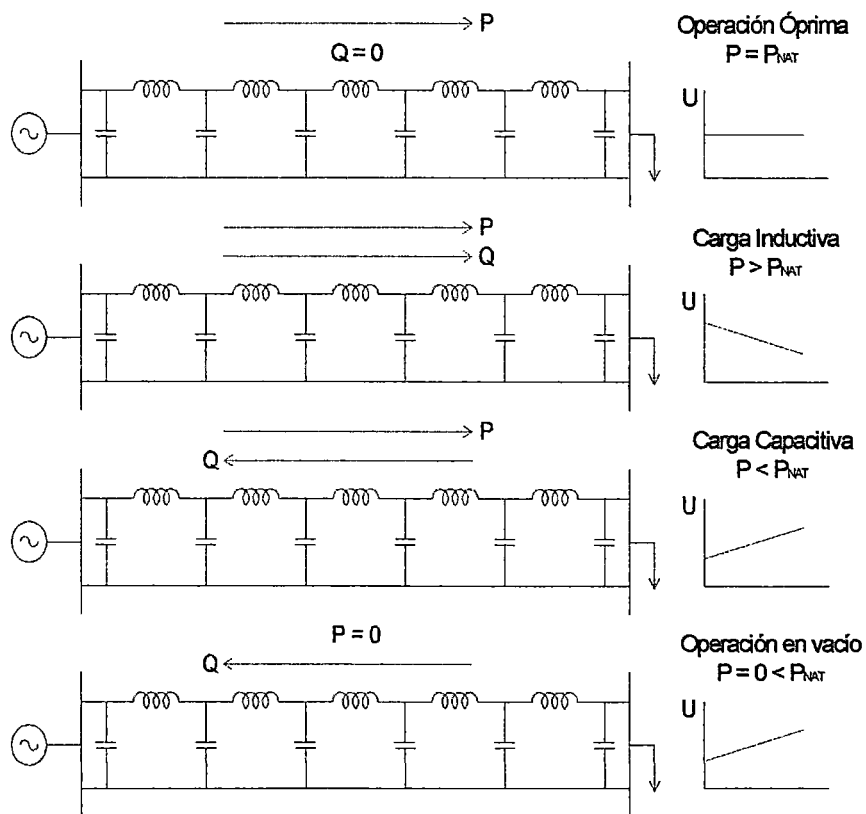 P
Q = 0
Operación Óprima
P = PNAT
U
P
Q
Carga Inductiva
P > PNAT
U
P
Q
Carga Capacitiva
P < PNAT
U
P = 0
Q
Operación en vacío
P = 0 < PNAT
U